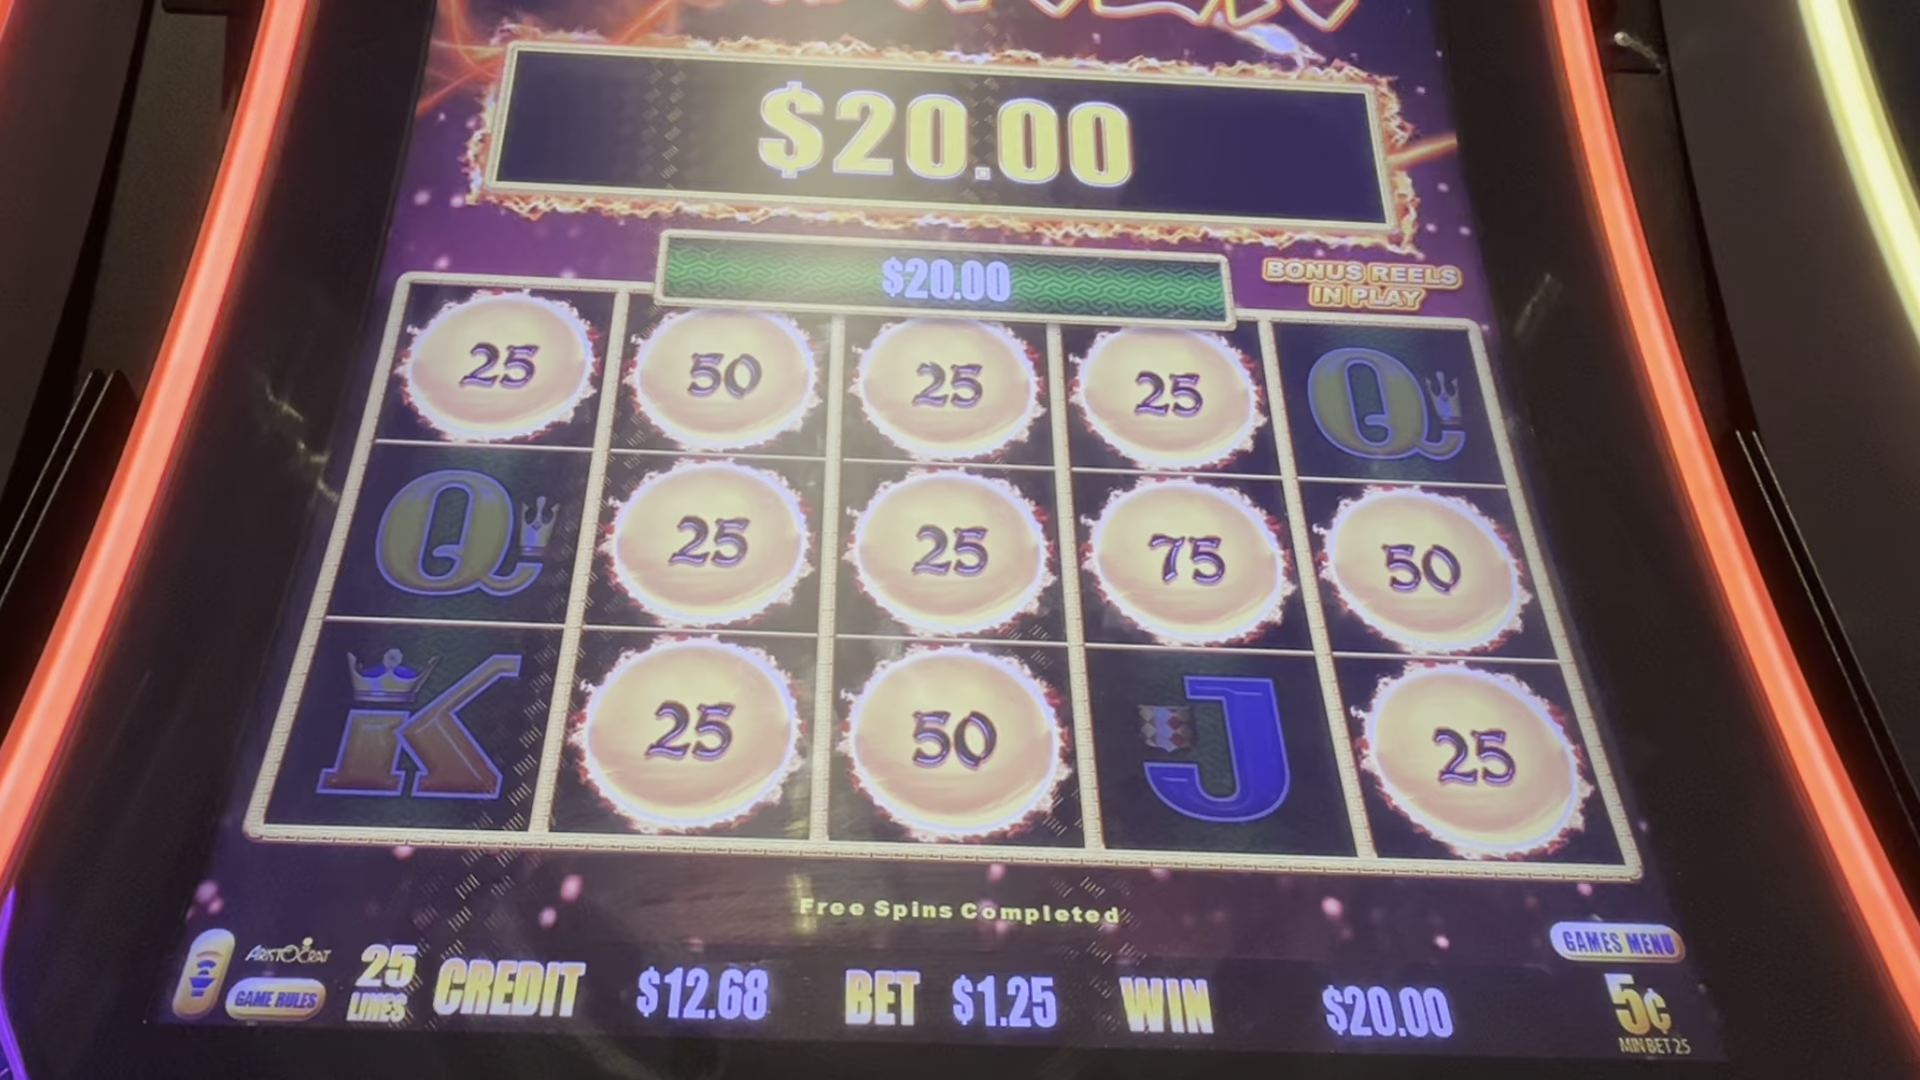 $20.00
$20.00
BONUS REELS
IN PLAY
25 50 25 25 Q
Q 25 25 75 50
K 25 50 J 25
Free Spins Completed
GAMES MENU
ARISTOCRAT
GAME RULES
25
LINES
CREDIT $12.68 BET $1.25 WIN $20.00
5¢
MIN BET 25